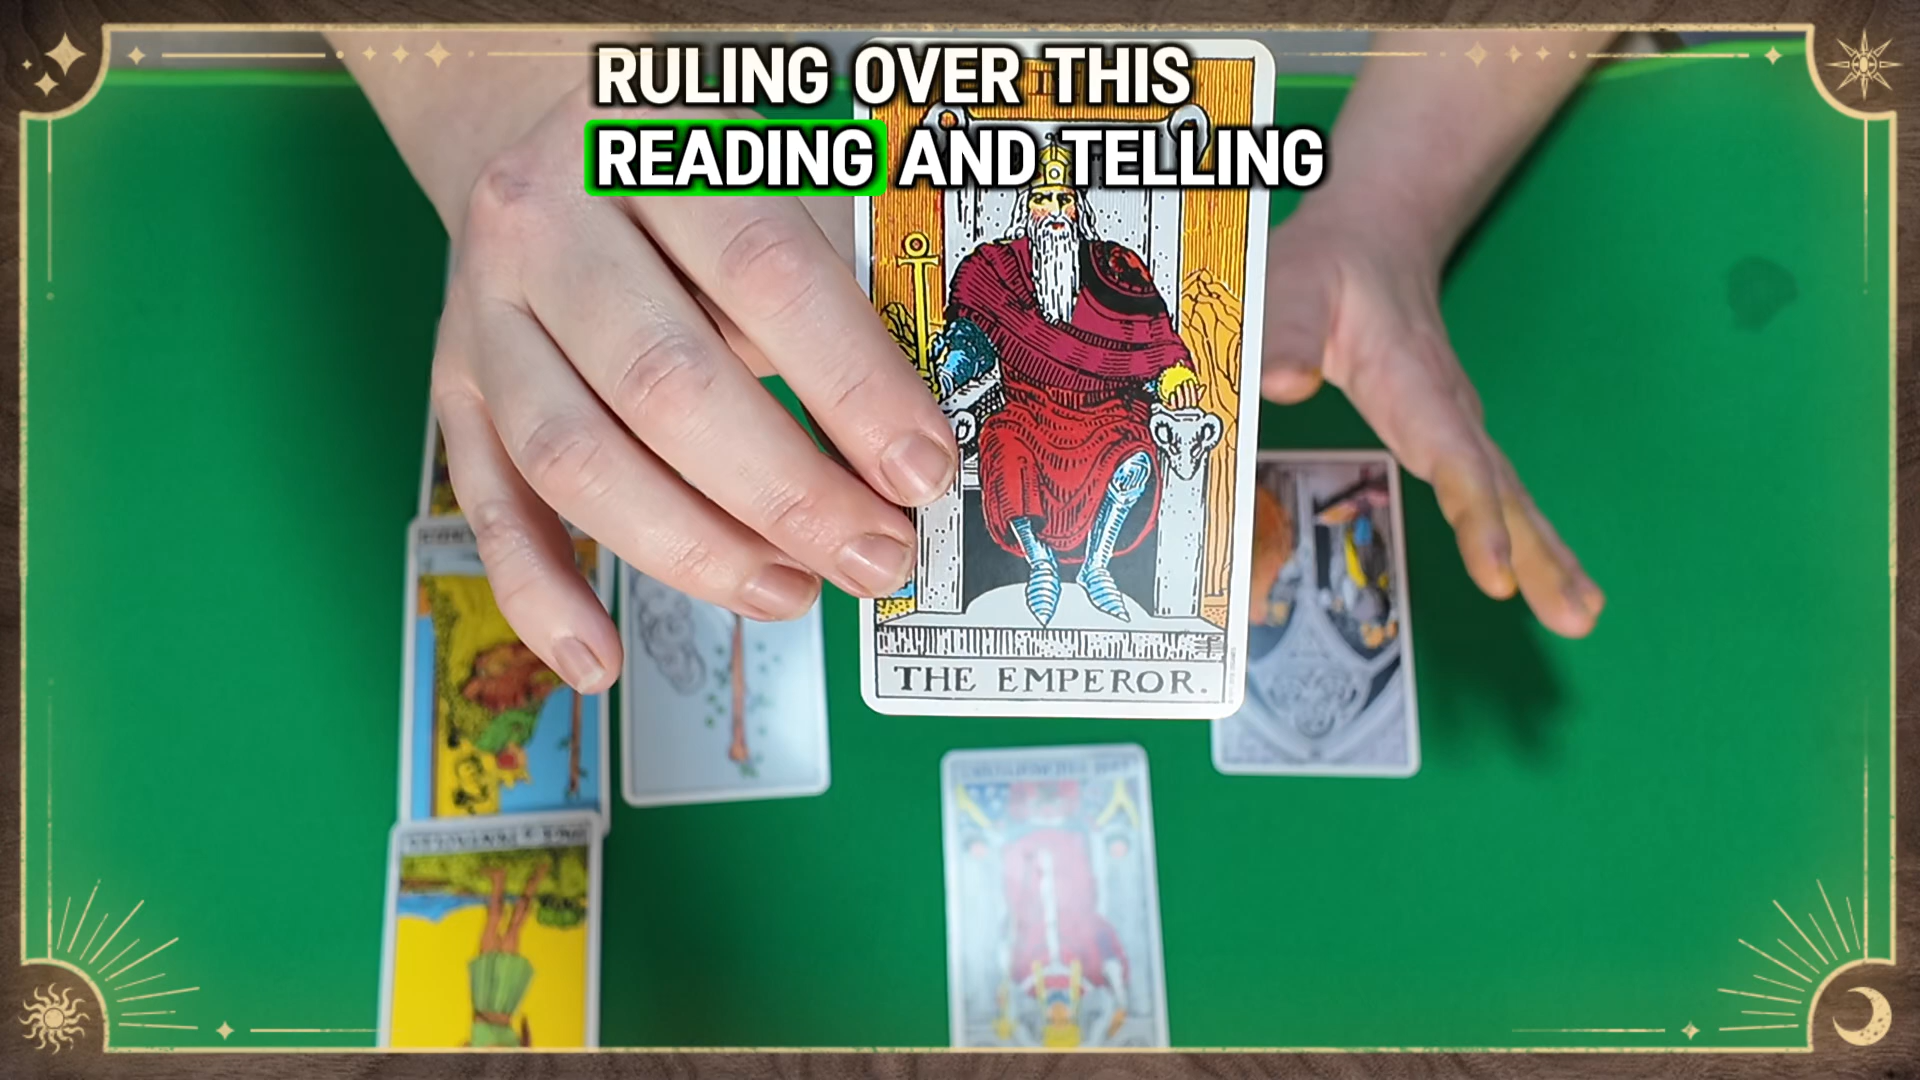 RULING OVER THIS
READING AND TELLING
THE EMPEROR.